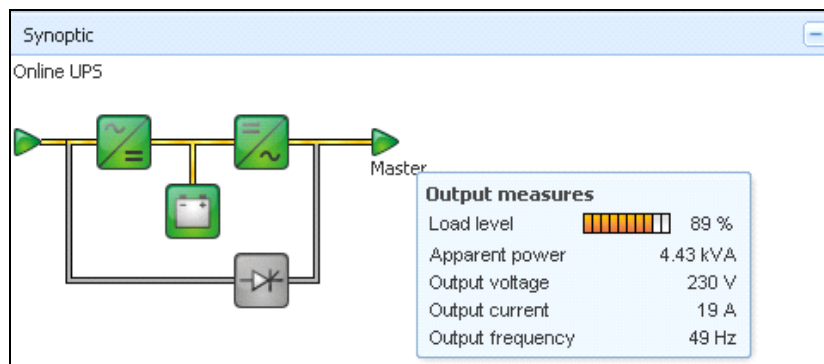 Synoptic
Online UPS
Master
Output measures
Load level 89 %
Apparent power 4.43 kVA
Output voltage 230 V
Output current 19 A
Output frequency 49 Hz